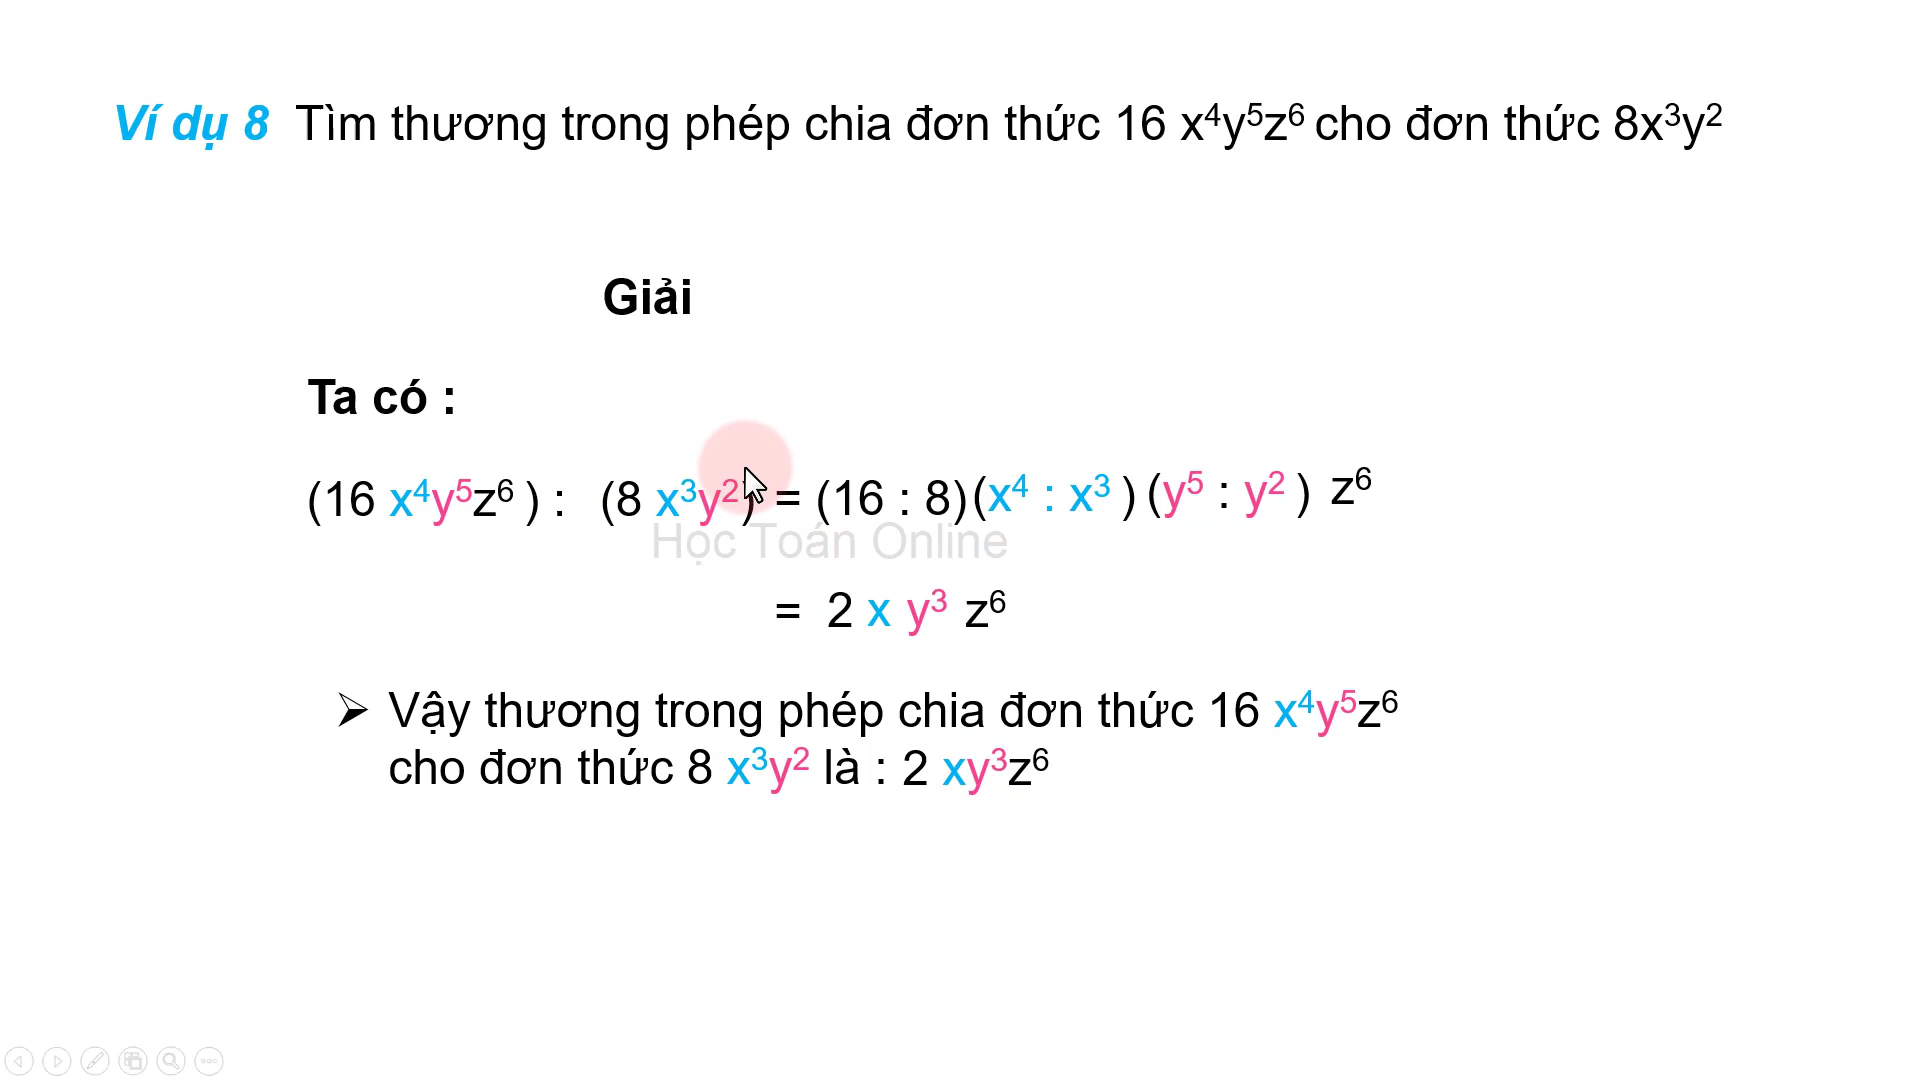 Ví dụ 8 Tìm thương trong phép chia đơn thức 16 x⁴y⁵z⁶ cho đơn thức 8x³y²
Giải
Ta có :
(16 x⁴y⁵z⁶ ) : (8 x³y²) = (16 : 8)(x⁴ : x³ ) (y⁵ : y² ) z⁶
Học Toán Online
= 2 x y³ z⁶
➢ Vậy thương trong phép chia đơn thức 16 x⁴y⁵z⁶
cho đơn thức 8 x³y² là : 2 xy³z⁶